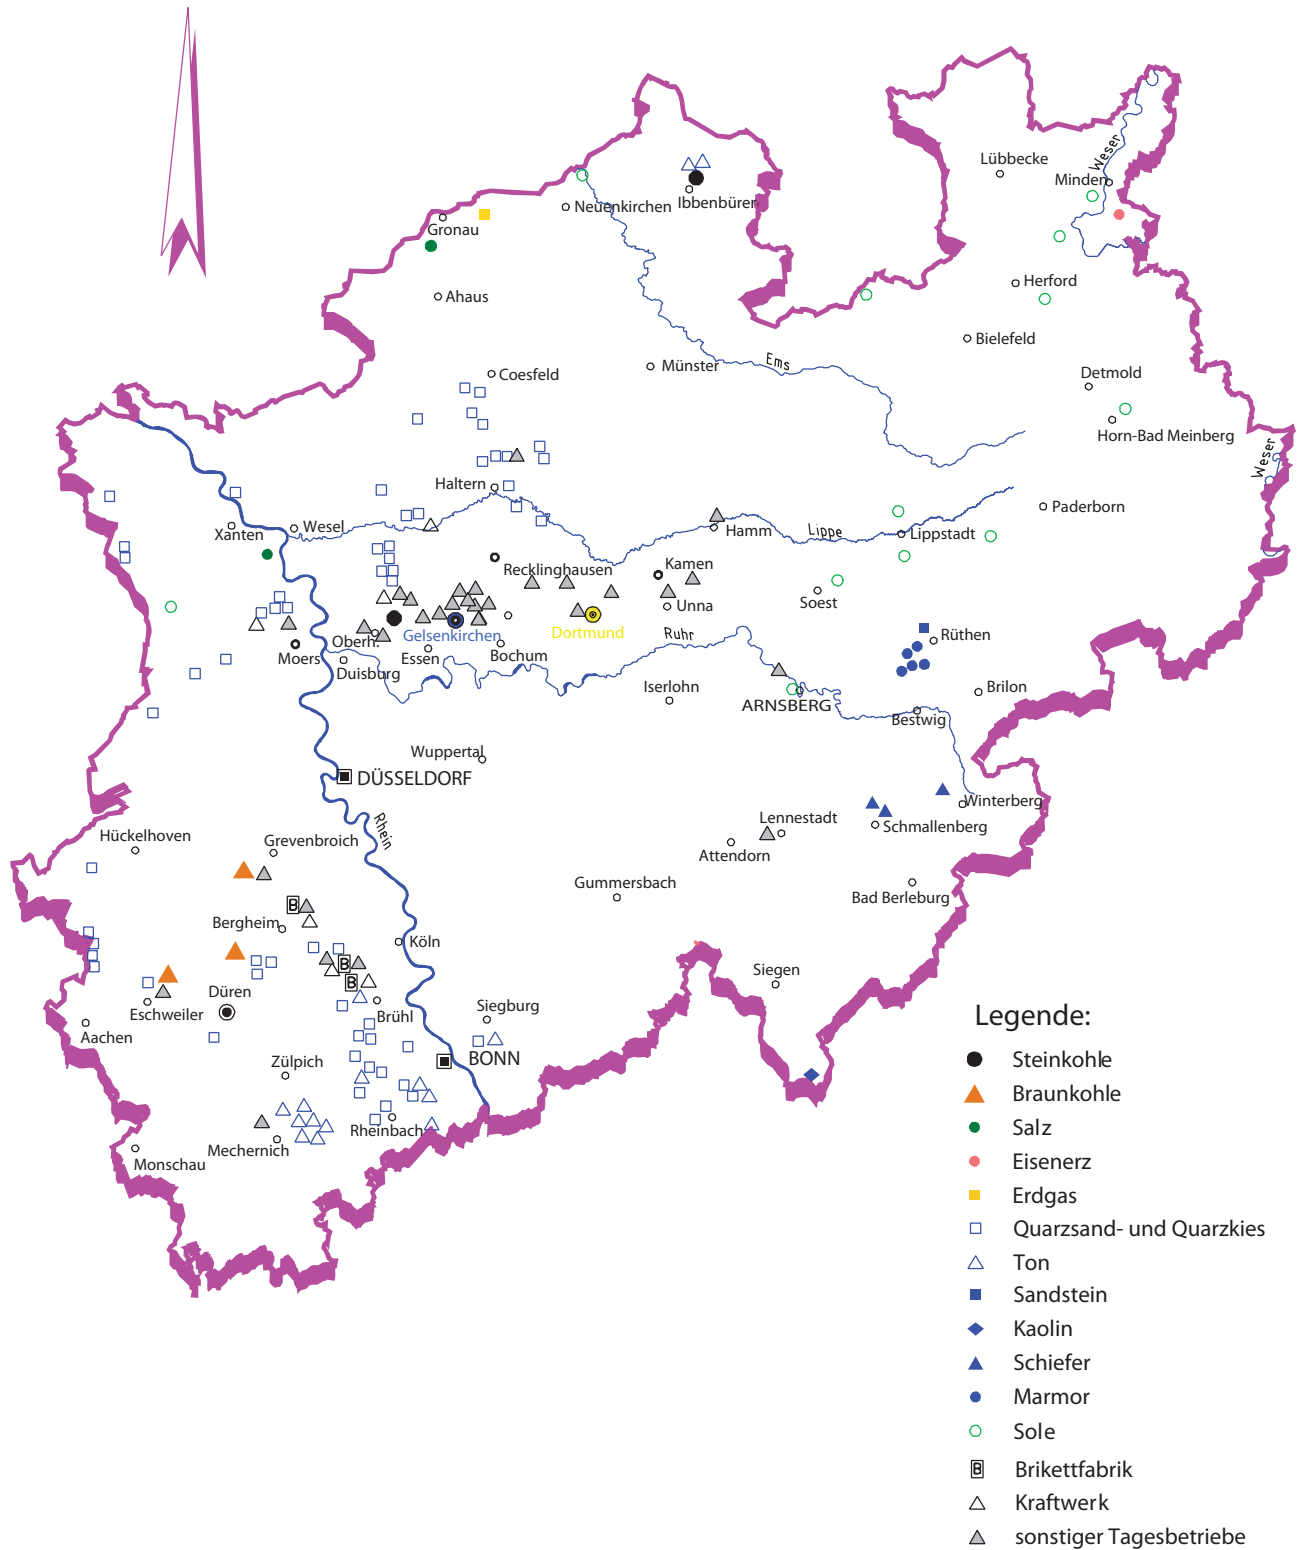 Weser
Lübbecke
Minden
Neuenkirchen
Ibbenbüren
Gronau
Herford
Ahaus
Bielefeld
Ems
Münster
Coesfeld
Detmold
Horn-Bad Meinberg
Weser
Haltern
Paderborn
Xanten
Wesel
Hamm
Lippe
Lippstadt
Recklinghausen
Kamen
Unna
Soest
Oberh.
Gelsenkirchen
Dortmund
Ruhr
Rüthen
Moers
Essen
Bochum
Duisburg
Iserlohn
ARNSBERG
Brilon
Bestwig
Wuppertal
DÜSSELDORF
Winterberg
Rhein
Lennestadt
Schmallenberg
Hückelhoven
Grevenbroich
Attendorn
Gummersbach
Bad Berleburg
B
Bergheim
Köln
B
B
Siegen
Düren
Eschweiler
Brühl
Siegburg
Aachen
BONN
Zülpich
Rheinbach
Mechernich
Monschau
Legende:
Steinkohle
Braunkohle
Salz
Eisenerz
Erdgas
Quarzsand- und Quarzkies
Ton
Sandstein
Kaolin
Schiefer
Marmor
Sole
B Brikettfabrik
Kraftwerk
sonstiger Tagesbetriebe